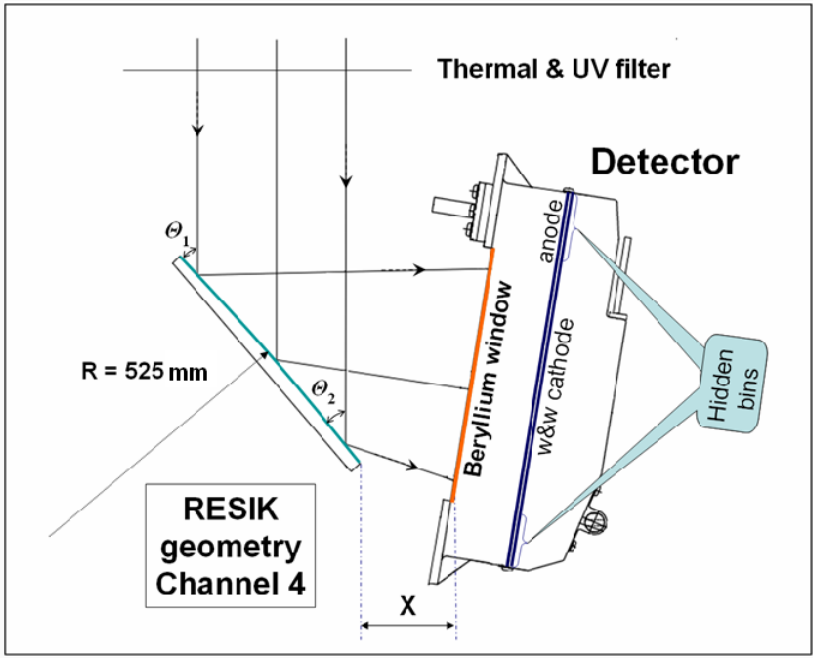 Thermal & UV filter
Detector
Θ1
anode
Beryllium window
w&w cathode
Hidden
bins
R = 525 mm
Θ2
RESIK
geometry
Channel 4
X